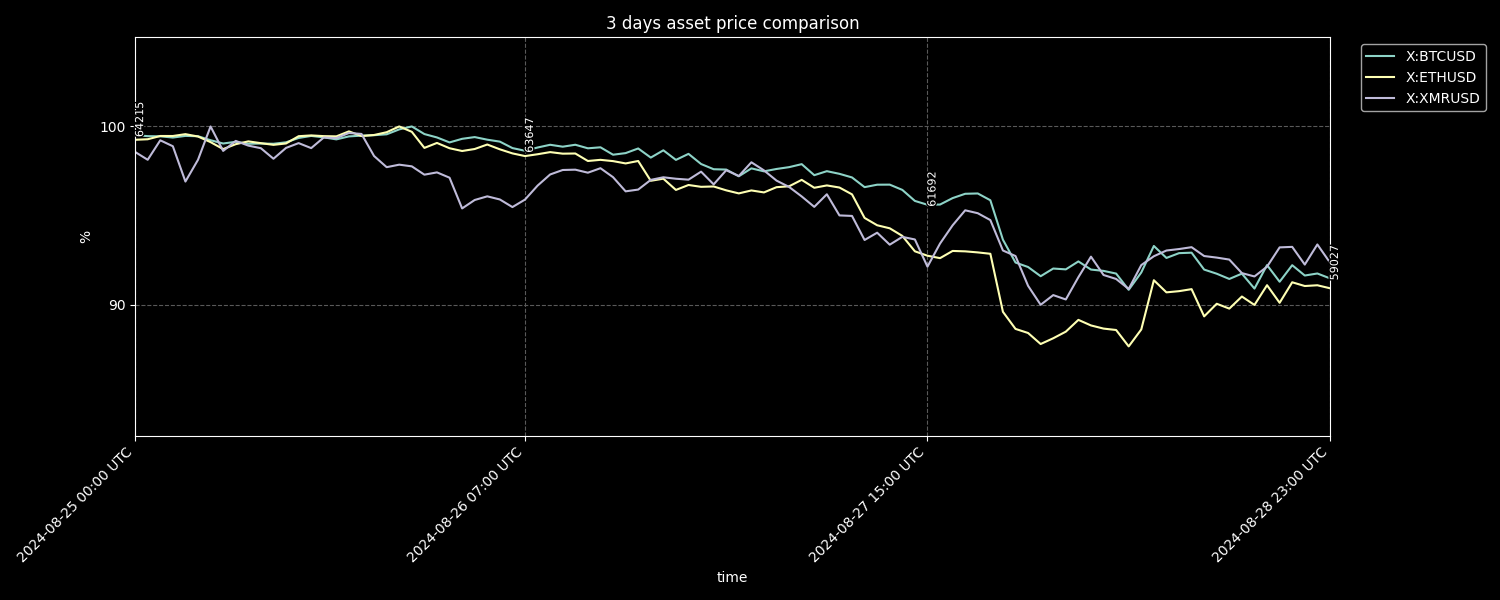 3 days asset price comparison
X:BTCUSD
X:ETHUSD
X:XMRUSD
100
90
%
64215
63647
61692
59027
2024-08-25 00:00 UTC
2024-08-26 07:00 UTC
2024-08-27 15:00 UTC
2024-08-28 23:00 UTC
time